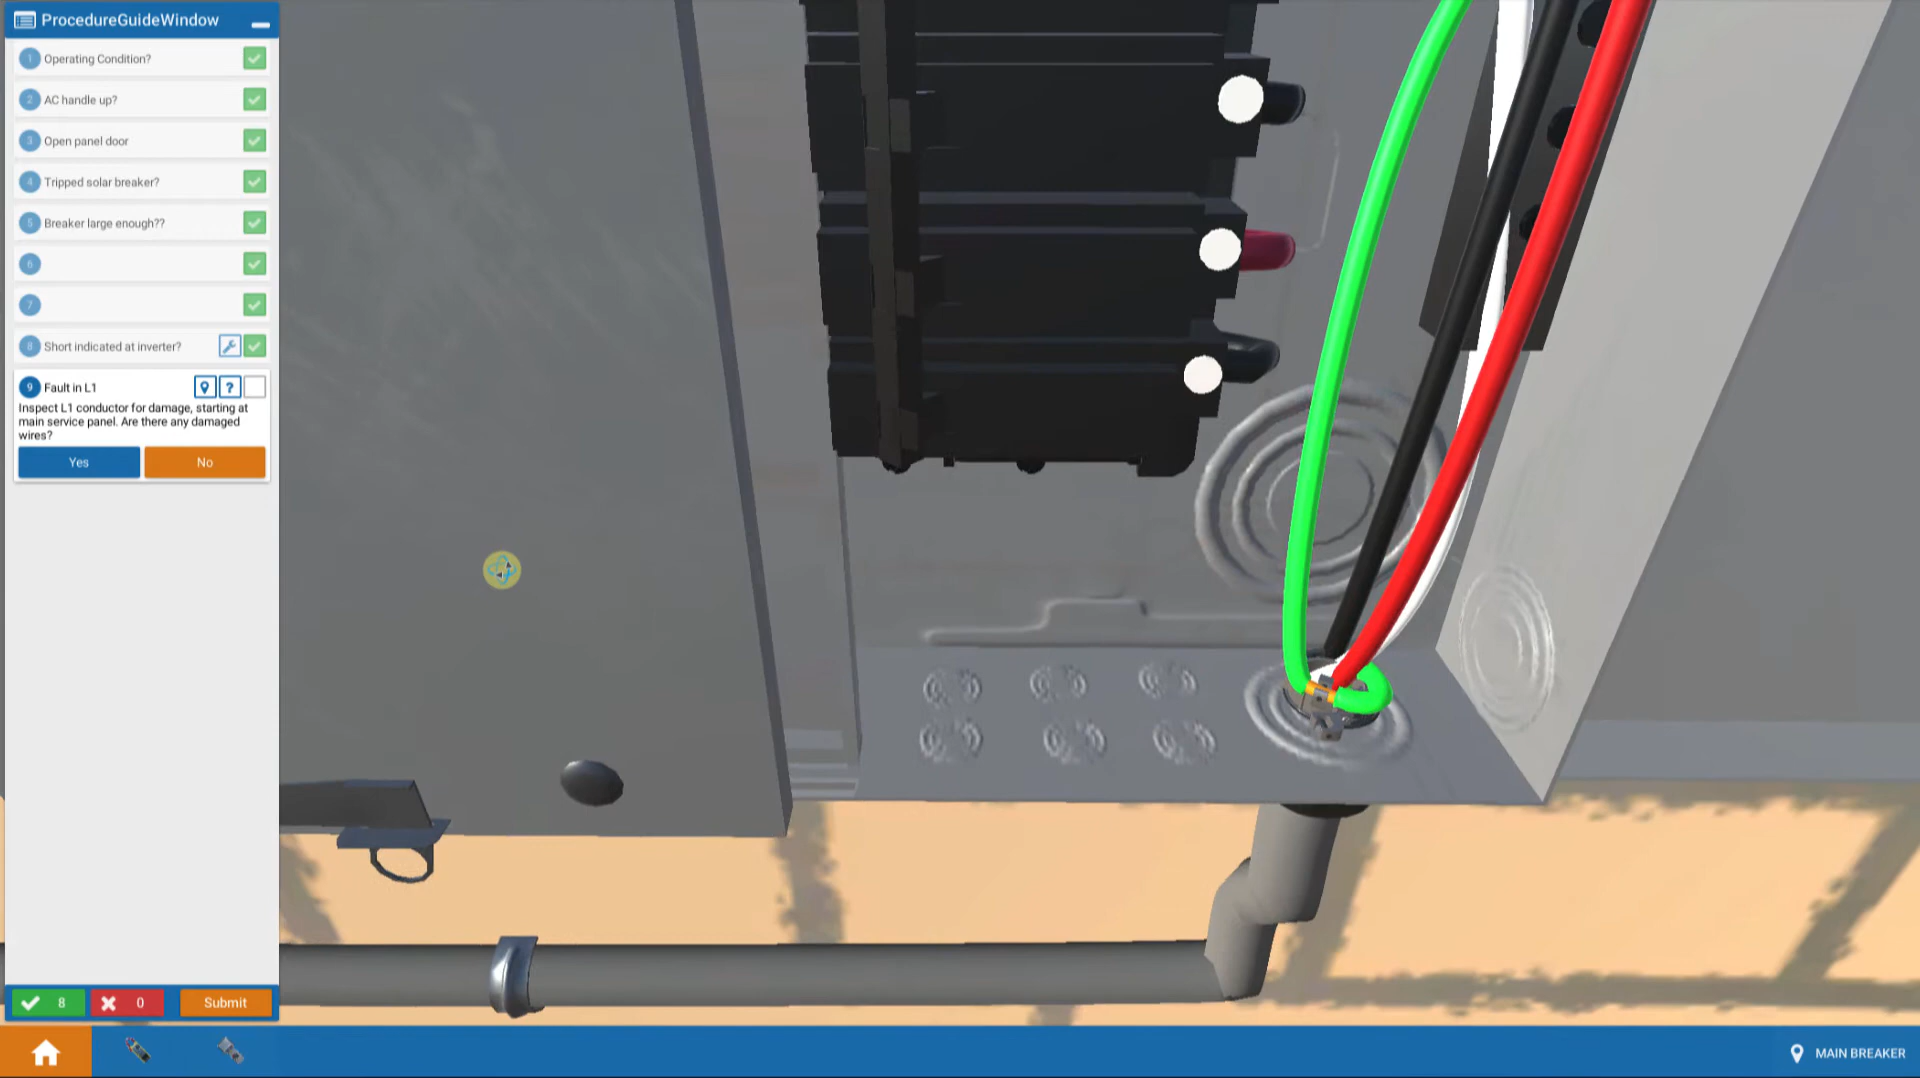 ProcedureGuideWindow
1 Operating Condition?
2 AC handle up?
3 Open panel door
4 Tripped solar breaker?
5 Breaker large enough??
6
7
8 Short indicated at inverter?
9 Fault in L1 ?
Inspect L1 conductor for damage, starting at
main service panel. Are there any damaged
wires?
Yes No
8 0 Submit
MAIN BREAKER